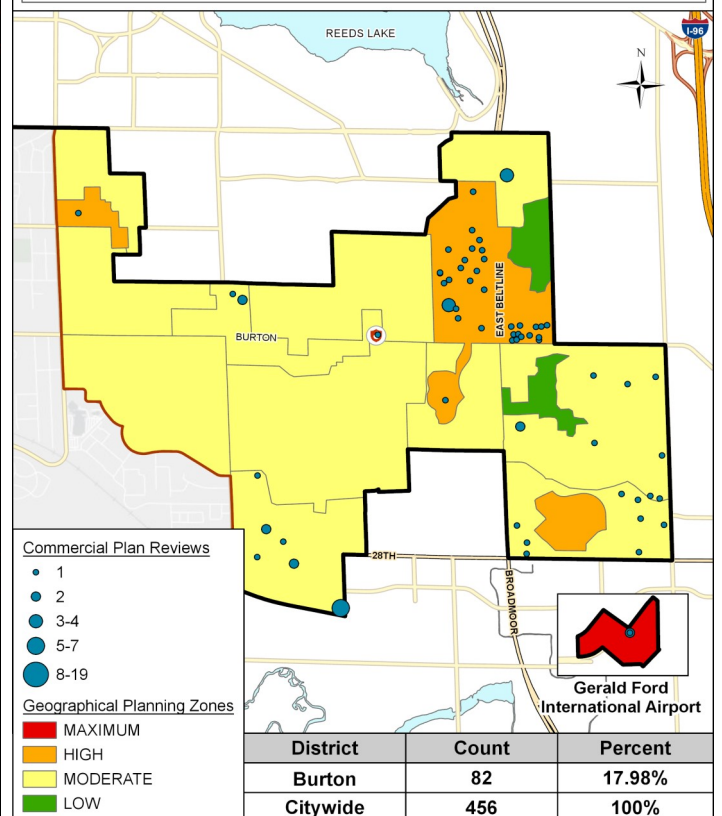 REEDS LAKE
I-96
N
EAST BELTLINE
BURTON
28TH
BROADMOOR
Commercial Plan Reviews
1
2
3-4
5-7
8-19
Geographical Planning Zones
MAXIMUM
HIGH
MODERATE
LOW
Gerald Ford
International Airport
District Count Percent
Burton 82 17.98%
Citywide 456 100%